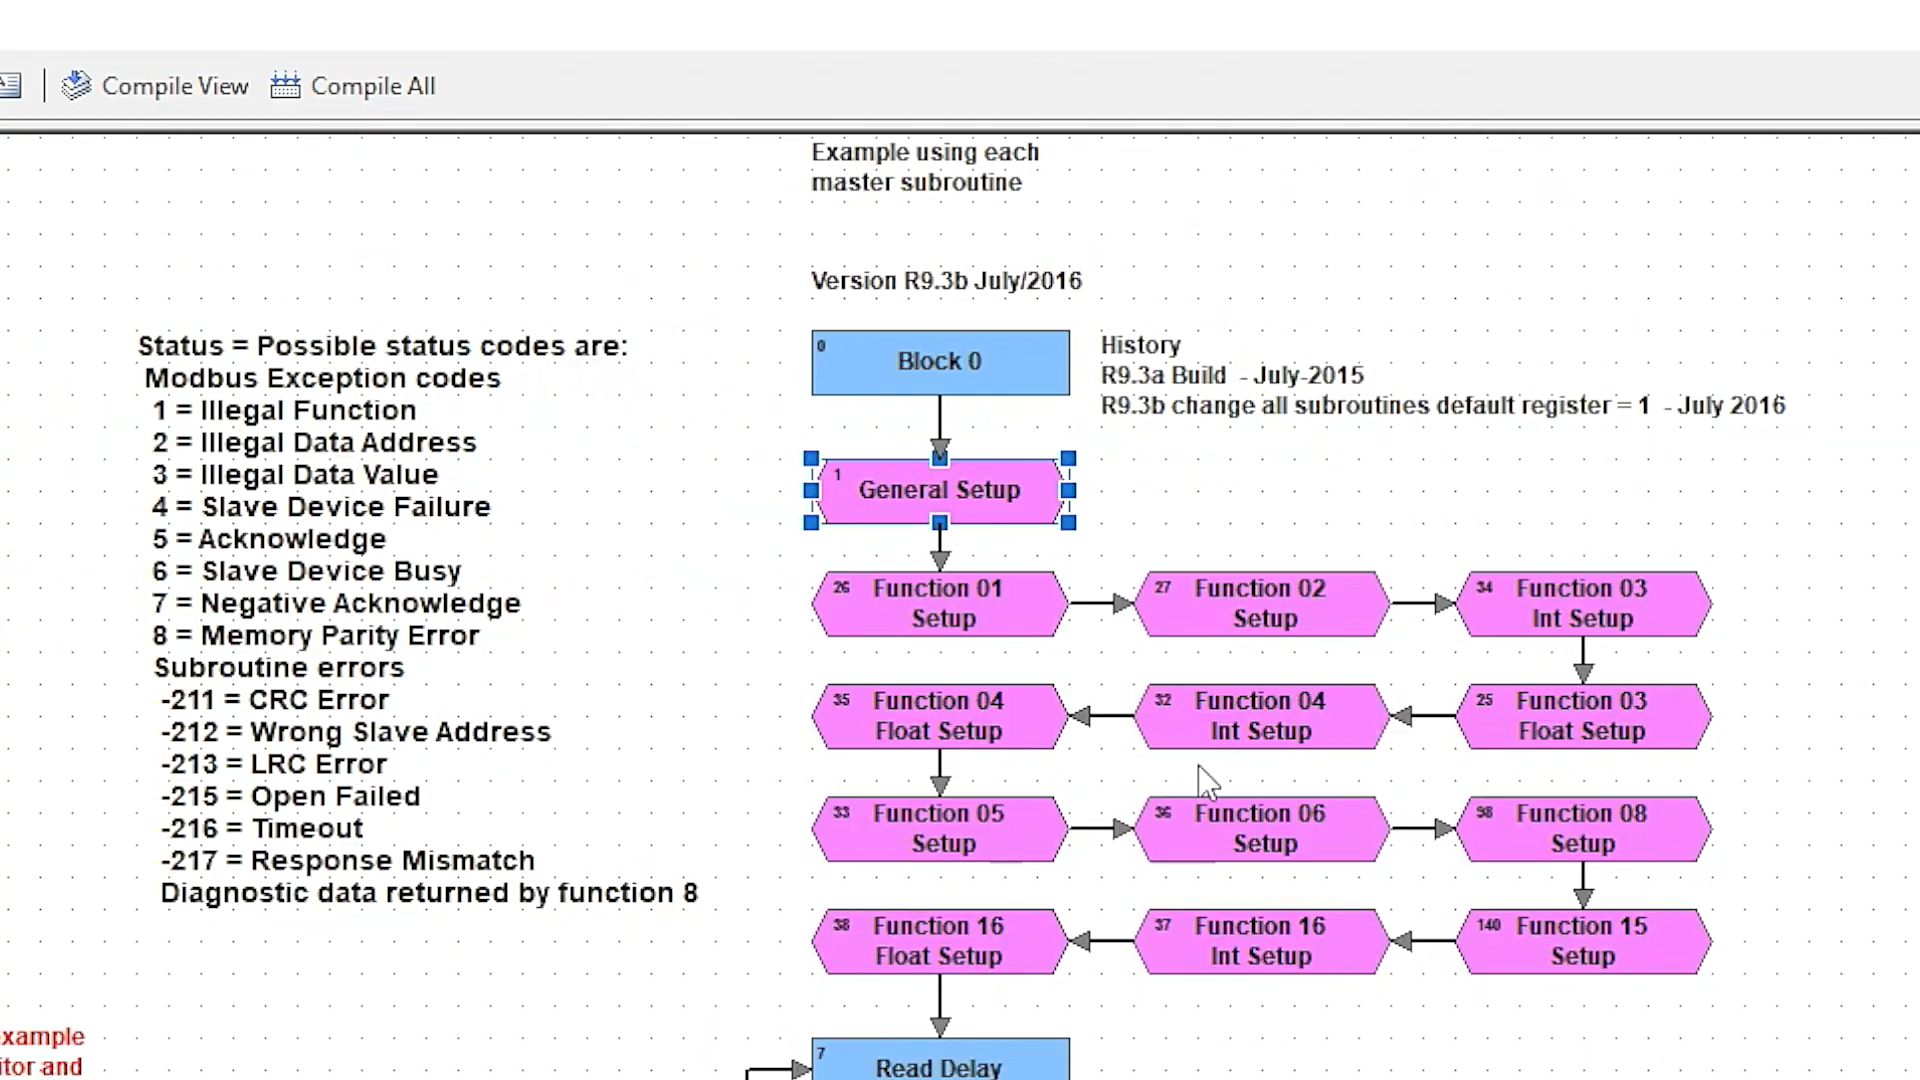 Compile View Compile All
Example using each
master subroutine
Version R9.3b July/2016
Status = Possible status codes are:
Modbus Exception codes
1 = Illegal Function
2 = Illegal Data Address
3 = Illegal Data Value
4 = Slave Device Failure
5 = Acknowledge
6 = Slave Device Busy
7 = Negative Acknowledge
8 = Memory Parity Error
Subroutine errors
-211 = CRC Error
-212 = Wrong Slave Address
-213 = LRC Error
-215 = Open Failed
-216 = Timeout
-217 = Response Mismatch
Diagnostic data returned by function 8
0
Block 0
History
R9.3a Build - July-2015
R9.3b change all subroutines default register = 1 - July 2016
1
General Setup
26 Function 01
Setup
27 Function 02
Setup
34 Function 03
Int Setup
35 Function 04
Float Setup
32 Function 04
Int Setup
25 Function 03
Float Setup
33 Function 05
Setup
36 Function 06
Setup
98 Function 08
Setup
38 Function 16
Float Setup
37 Function 16
Int Setup
140 Function 15
Setup
7
Read Delay
xample
itor and